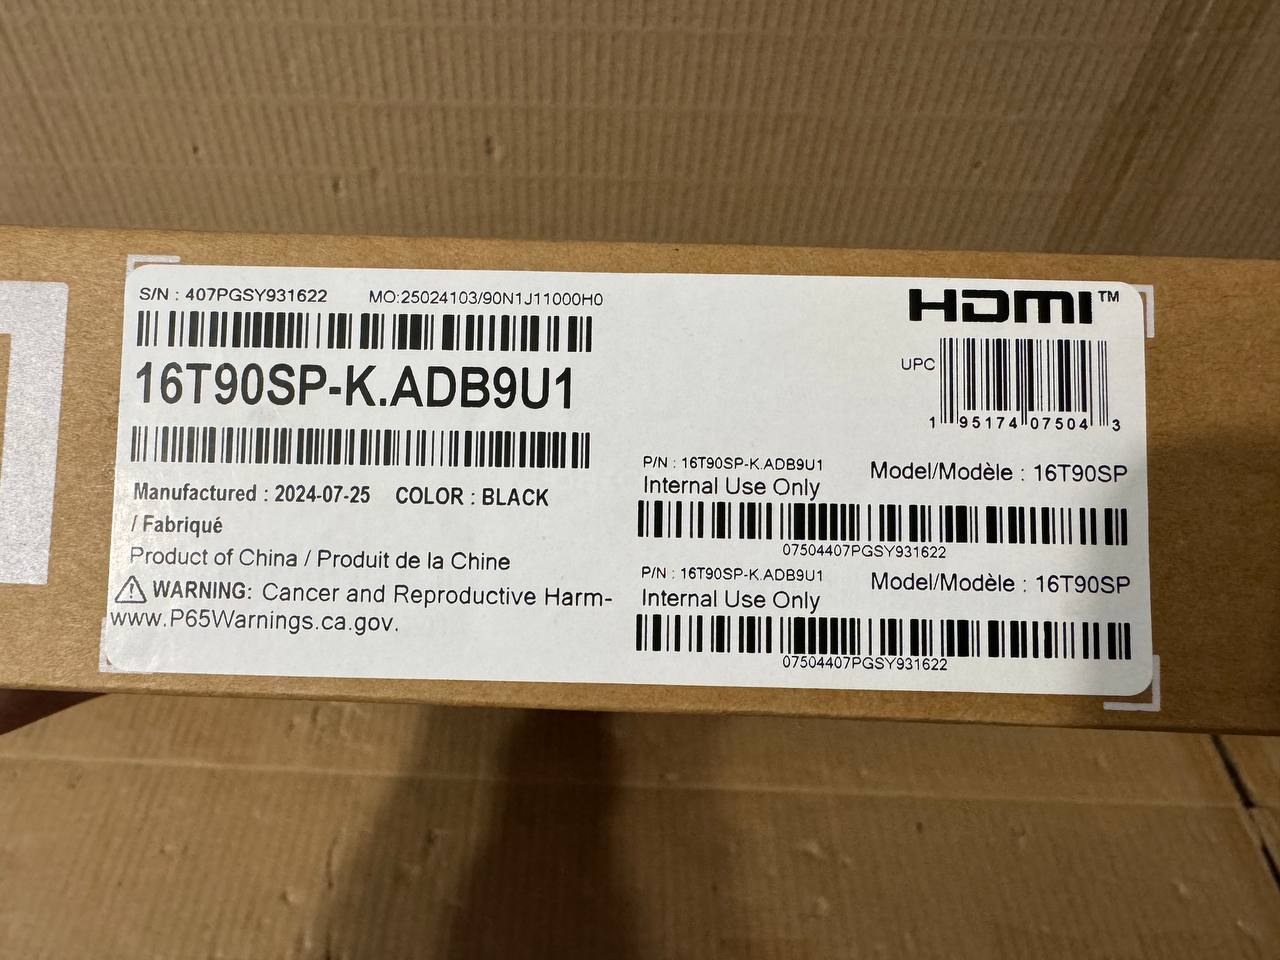 S/N : 407PGSY931622 MO:25024103/90N1J11000H0
16T90SP-K.ADB9U1
Manufactured : 2024-07-25 COLOR : BLACK
/ Fabriqué
Product of China / Produit de la Chine
⚠ WARNING: Cancer and Reproductive Harm-
www.P65Warnings.ca.gov.
HDMI™
UPC
1 95174 07504 3
P/N : 16T90SP-K.ADB9U1 Model/Modèle : 16T90SP
Internal Use Only
07504407PGSY931622
P/N : 16T90SP-K.ADB9U1 Model/Modèle : 16T90SP
Internal Use Only
07504407PGSY931622